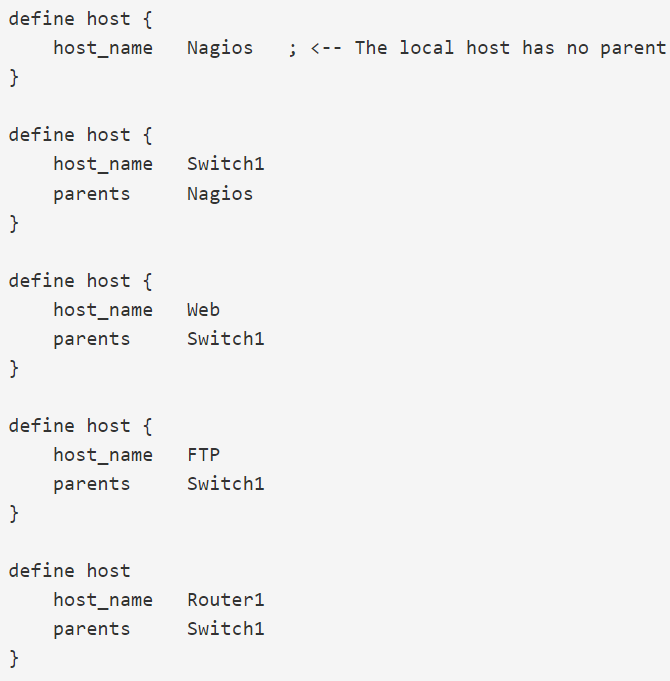 define host {
    host_name   Nagios   ; <-- The local host has no parent
}
define host {
    host_name   Switch1
    parents     Nagios
}
define host {
    host_name   Web
    parents     Switch1
}
define host {
    host_name   FTP
    parents     Switch1
}
define host
    host_name   Router1
    parents     Switch1
}